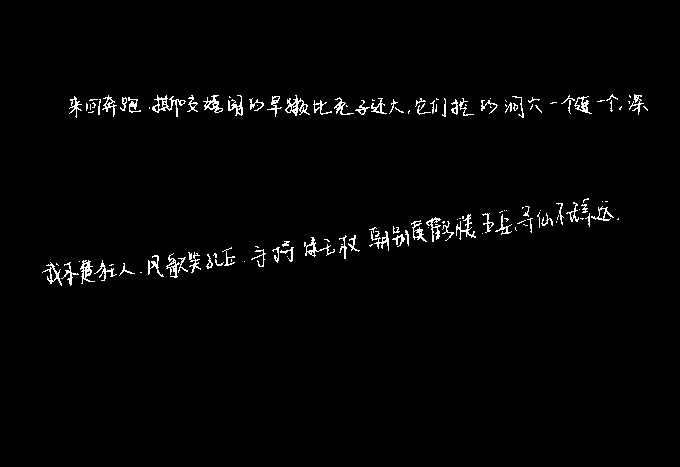 来回奔跑.撕咬嬉闹的旱獭比兔子还大,它们挖的洞穴一个连一个,深
我本楚狂人.凤歌笑孔丘.手持绿玉杖朝别黄鹤楼五岳寻仙不辞远.